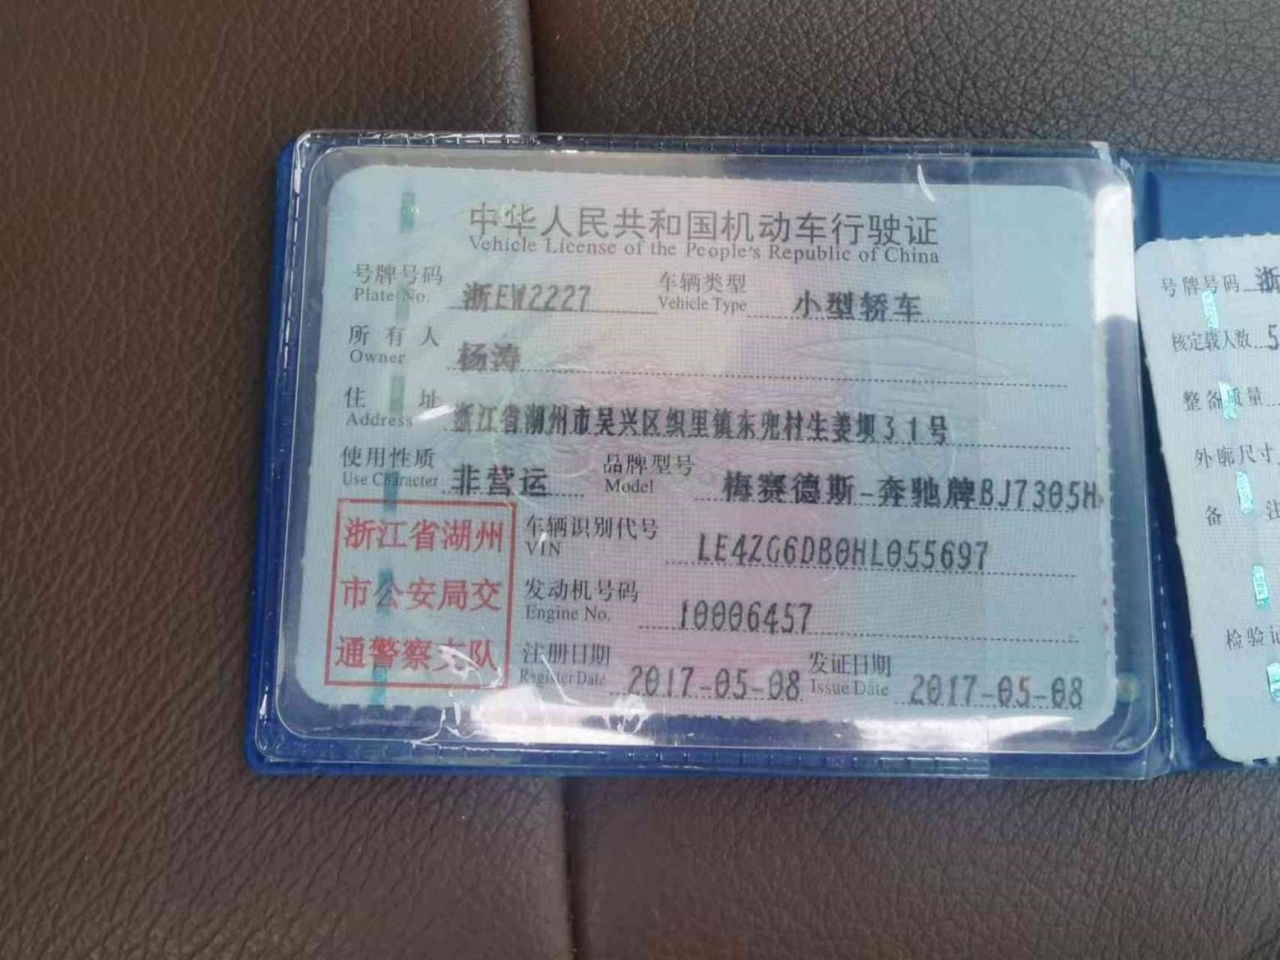 中华人民共和国机动车行驶证
Vehicle License of the People's Republic of China
号牌号码 浙EW2227 车辆类型 小型轿车
Plate No. Vehicle Type
所有人 杨涛
Owner
住址 浙江省湖州市吴兴区织里镇东兜村生姜坝31号
Address
使用性质 非营运 品牌型号 梅赛德斯-奔驰牌BJ7305H
Use Character Model
浙江省湖州
市公安局交
通警察支队
车辆识别代号 LE4ZG6DB0HL055697
VIN
发动机号码 10006457
Engine No.
注册日期 2017-05-08 发证日期 2017-05-08
Register Date Issue Date
号牌号码 浙
核定载人数 5
整备质量
外廓尺寸
备 注
检验记